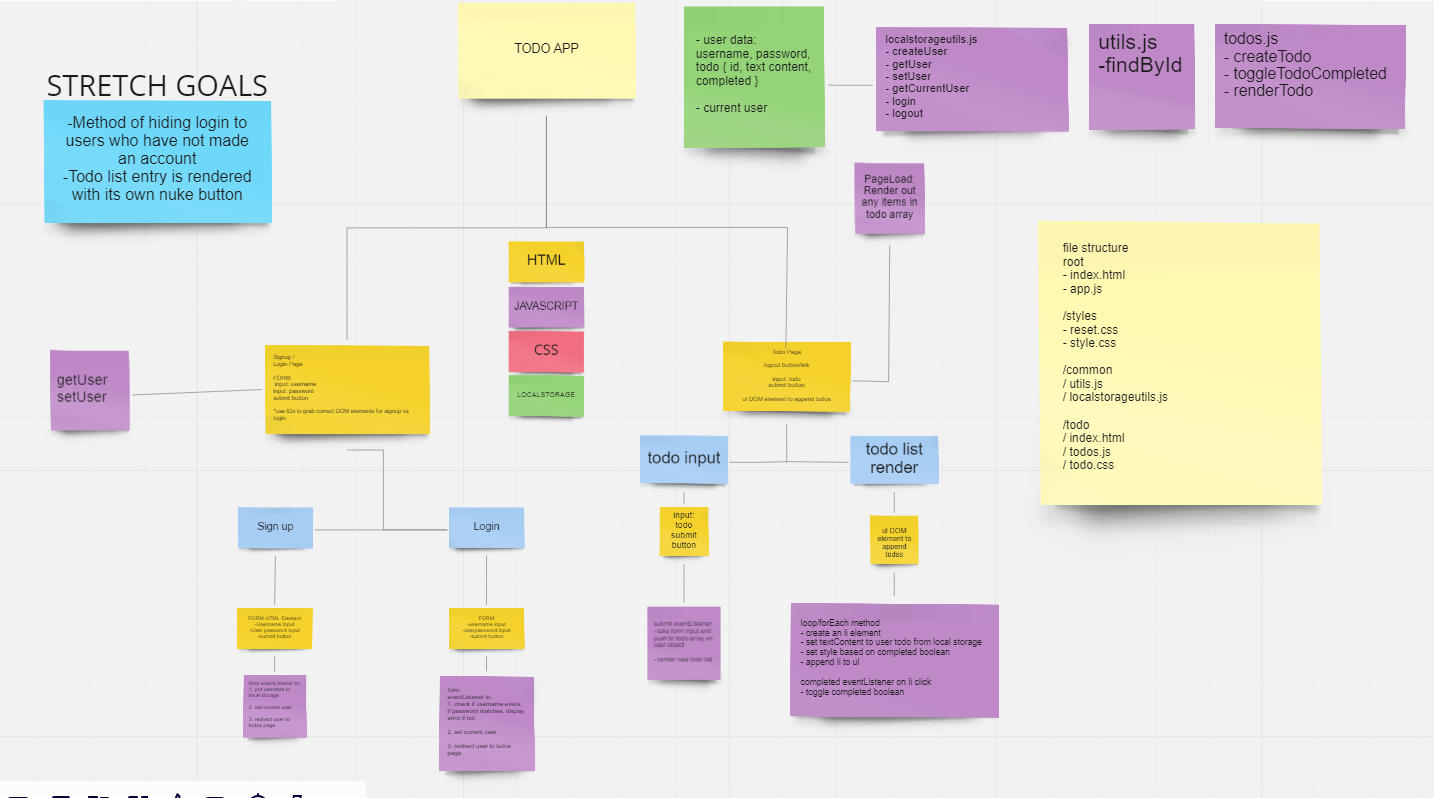 TODO APP
STRETCH GOALS
-Method of hiding login to
users who have not made
an account
-Todo list entry is rendered
with its own nuke button
- user data:
username, password,
todo { id, text content,
completed }
- current user
localstorageutils.js
- createUser
- getUser
- setUser
- getCurrentUser
- login
- logout
utils.js
-findById
todos.js
- createTodo
- toggleTodoCompleted
- renderTodo
PageLoad:
Render out
any items in
todo array
HTML
JAVASCRIPT
CSS
LOCALSTORAGE
file structure
root
- index.html
- app.js
/styles
- reset.css
- style.css
/common
/ utils.js
/ localstorageutils.js
/todo
/ index.html
/ todos.js
/ todo.css
getUser
setUser
Signup /
Login Page
FORM:
input: username
input: password
submit button
*use IDs to grab correct DOM elements for signup vs
login
Todo Page
logout button/link
input: todo
submit button
ul DOM element to append todos
todo input
todo list
render
Sign up
Login
input:
todo
submit
button
ul DOM
element to
append
todos
FORM HTML Element
-Username input
-User password input
-submit button
FORM
-username input
-userpassword input
-submit button
submit eventListener:
- take form input and
push to todo array on
user object
- render new todo list
loop/forEach method
- create an li element
- set textContent to user todo from local storage
- set style based on completed boolean
- append li to ul
completed eventListener on li click
- toggle completed boolean
form eventListener to:
1. put userdata in
local storage
2. set current user
3. redirect user to
todos page
form
eventListener to:
1. check if username exists,
if password matches, display
error if not
2. set current user
3. redirect user to todos
page